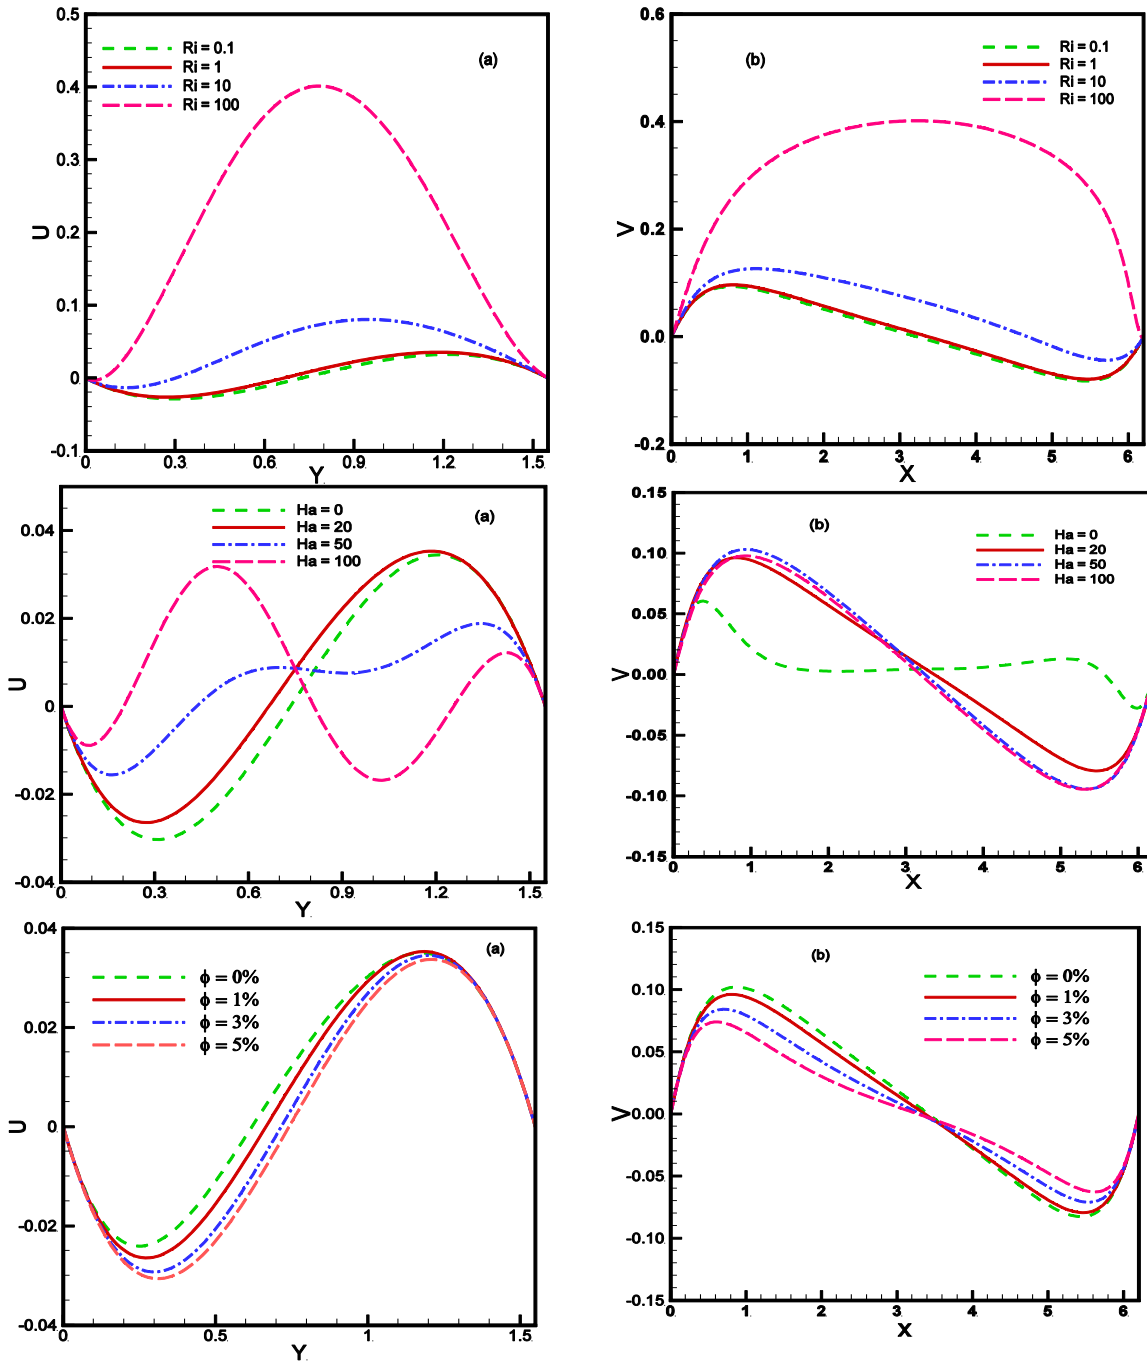 0.5
Ri = 0.1
Ri = 1
Ri = 10
Ri = 100
(a)
0.4
0.3
0.2
0.1
0
-0.1
U
0 0.3 0.6 0.9 1.2 1.5
Y
0.6
(b)
Ri = 0.1
Ri = 1
Ri = 10
Ri = 100
0.4
0.2
0.0
-0.2
V
0 1 2 3 4 5 6
X
Ha = 0
Ha = 20
Ha = 50
Ha = 100
(a)
0.04
0.02
0
-0.02
-0.04
U
0 0.3 0.6 0.9 1.2 1.5
Y
0.15
(b)
Ha = 0
Ha = 20
Ha = 50
Ha = 100
0.10
0.05
0.00
-0.05
-0.10
-0.15
V
0 1 2 3 4 5 6
X
0.04
(a)
ϕ = 0%
ϕ = 1%
ϕ = 3%
ϕ = 5%
0.02
0
-0.02
-0.04
U
0 0.5 1 1.5
Y
0.15
(b)
ϕ = 0%
ϕ = 1%
ϕ = 3%
ϕ = 5%
0.10
0.05
0.00
-0.05
-0.10
-0.15
V
0 1 2 3 4 5 6
X